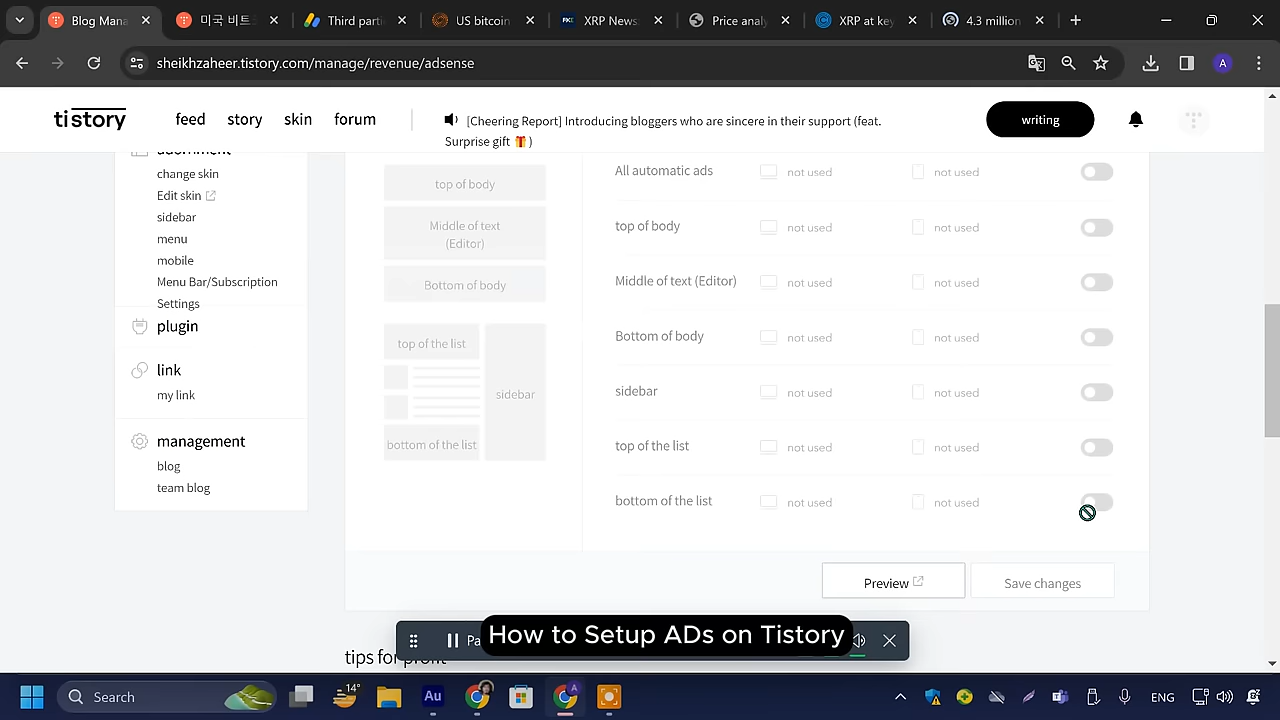 Blog Mana
미국 비트
Third parti
US bitcoin
XRP News:
Price analy
XRP at key
4.3 million
sheikhzaheer.tistory.com/manage/revenue/adsense
A
tistory
feed
story
skin
forum
[Cheering Report] Introducing bloggers who are sincere in their support (feat.
Surprise gift 🎁 )
writing
adornment
change skin
Edit skin
sidebar
menu
mobile
Menu Bar/Subscription
Settings
plugin
link
my link
management
blog
team blog
top of body
Middle of text
(Editor)
Bottom of body
top of the list
sidebar
bottom of the list
All automatic ads not used not used
top of body not used not used
Middle of text (Editor) not used not used
Bottom of body not used not used
sidebar not used not used
top of the list not used not used
bottom of the list not used not used
Preview
Save changes
tips for profit
Pa
How to Setup ADs on Tistory
Search
14°
Au
A
ENG